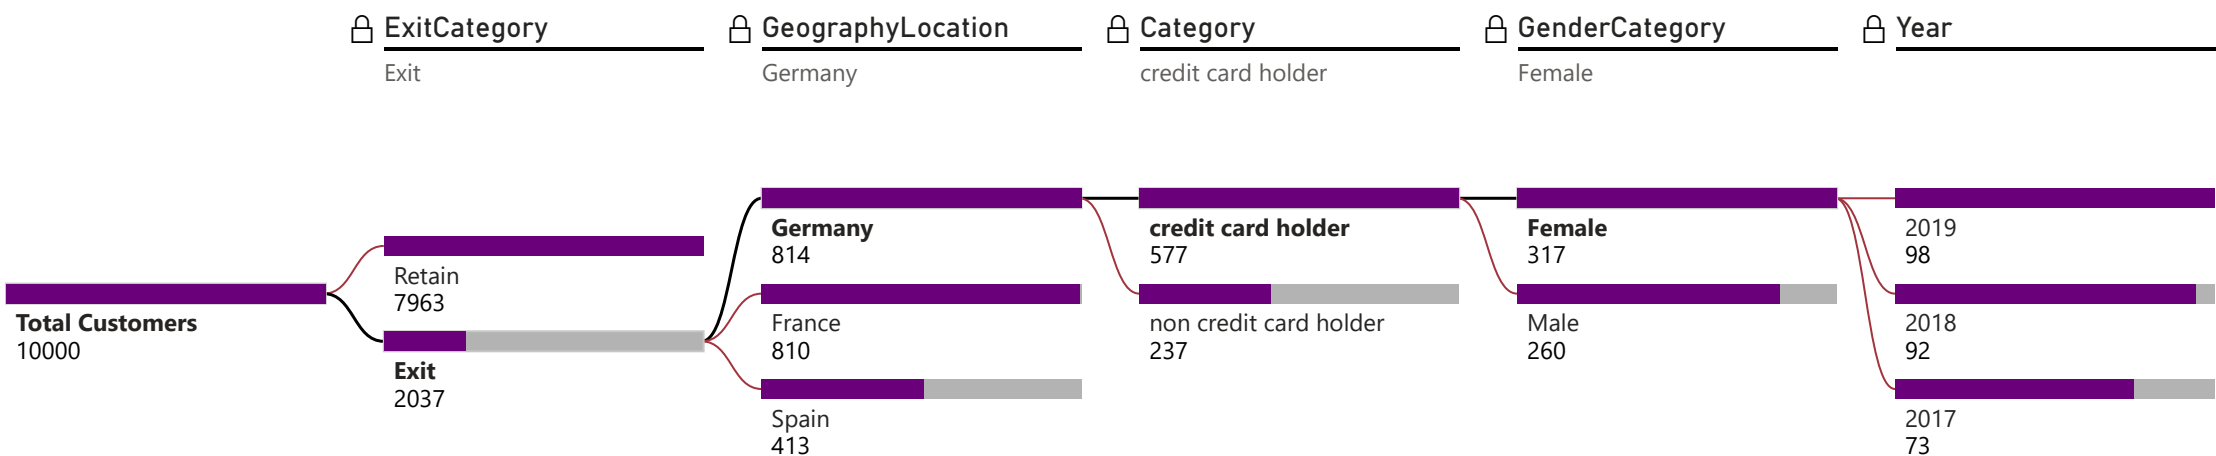 ExitCategory
GeographyLocation
Category
GenderCategory
Year
Exit
Germany
credit card holder
Female
Total Customers
10000
Retain
7963
Exit
2037
Germany
814
France
810
Spain
413
credit card holder
577
non credit card holder
237
Female
317
Male
260
2019
98
2018
92
2017
73